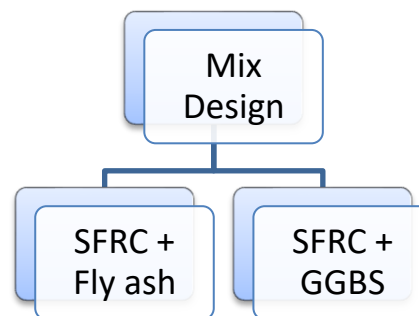 Mix
Design
SFRC +
Fly ash
SFRC +
GGBS